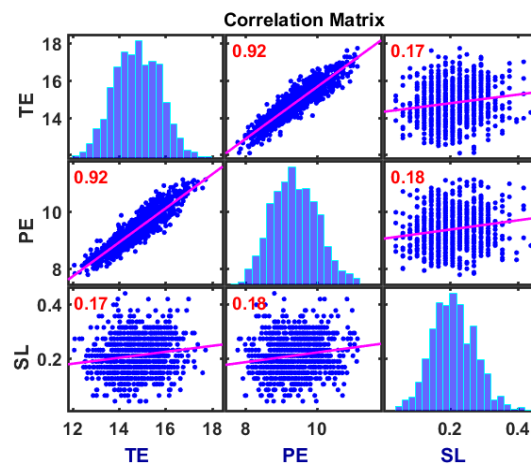 Correlation Matrix
TE
18
16
14
0.92
0.17
PE
10
8
0.92
0.18
SL
0.4
0.2
0.17
0.18
12 14 16 18 8 10 0.2 0.4
TE PE SL